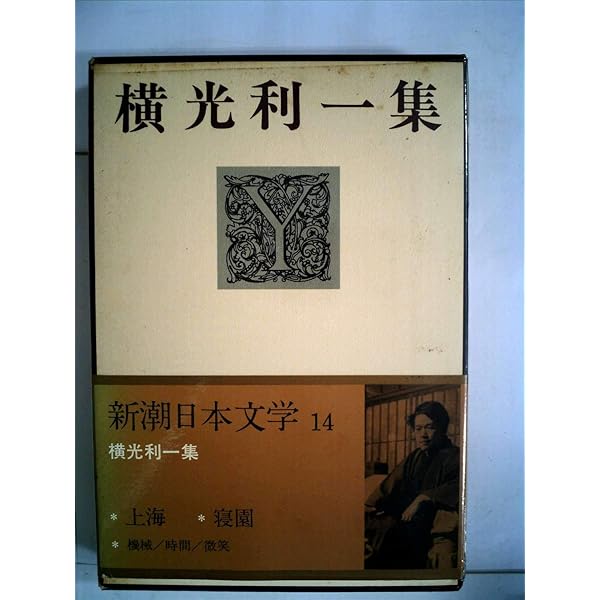 横光利一集
Y
新潮日本文学 14
横光利一集
* 上海 * 寝園
* 機械／時間／微笑